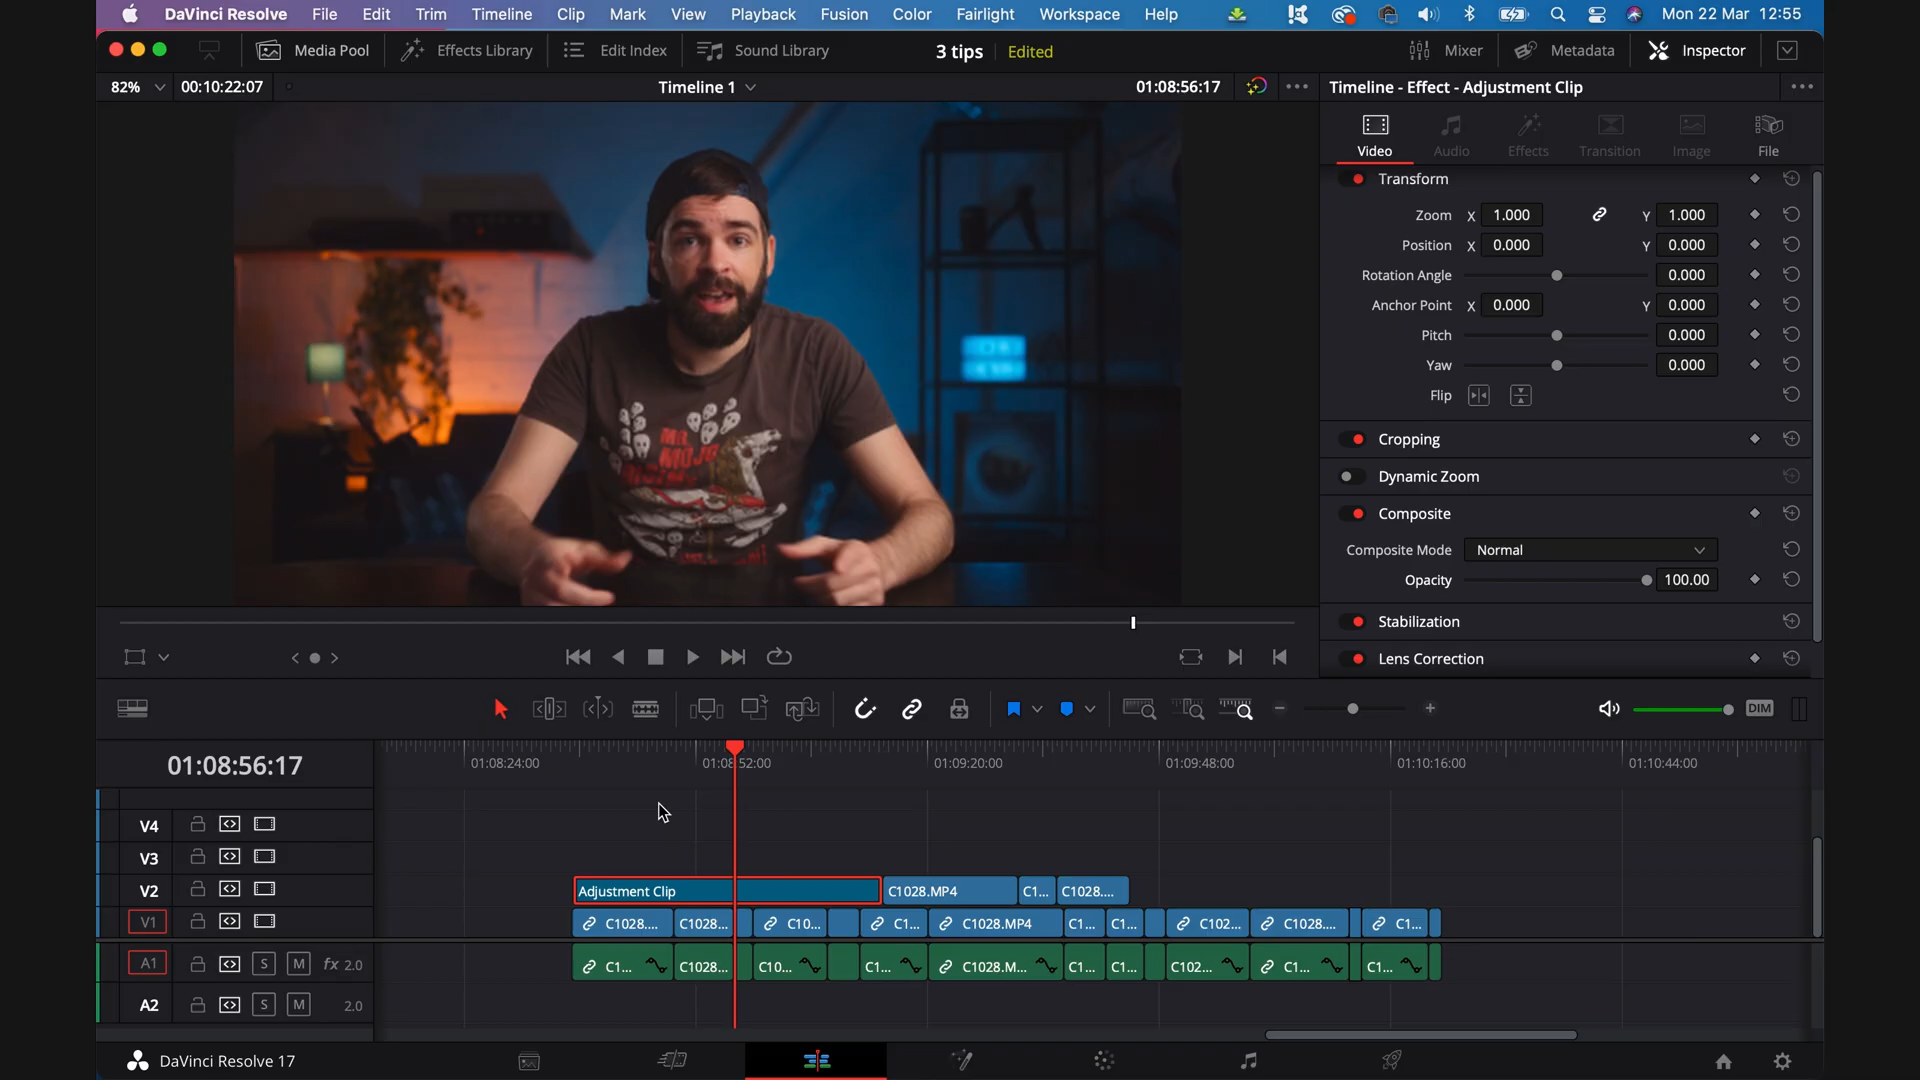 DaVinci Resolve File Edit Trim Timeline Clip Mark View Playback Fusion Color Fairlight Workspace Help Mon 22 Mar 12:55
Media Pool Effects Library Edit Index Sound Library 3 tips Edited Mixer Metadata Inspector
82% 00:10:22:07 Timeline 1 01:08:56:17 Timeline - Effect - Adjustment Clip
Video Audio Effects Transition Image File
Transform
Zoom X 1.000 Y 1.000
Position X 0.000 Y 0.000
Rotation Angle 0.000
Anchor Point X 0.000 Y 0.000
Pitch 0.000
Yaw 0.000
Flip
Cropping
Dynamic Zoom
Composite
Composite Mode Normal
Opacity 100.00
Stabilization
Lens Correction
MR.
MOJO
DIM
01:08:56:17
01:08:24:00 01:08:52:00 01:09:20:00 01:09:48:00 01:10:16:00 01:10:44:00
V4
V3
V2 Adjustment Clip C1028.MP4 C1... C1028....
V1 C1028.... C1028... C10... C1... C1028.MP4 C1... C1... C102... C1028.... C1...
A1 S M fx 2.0 C1... C1028... C10... C1... C1028.M... C1... C1... C102... C1... C1...
A2 S M 2.0
DaVinci Resolve 17